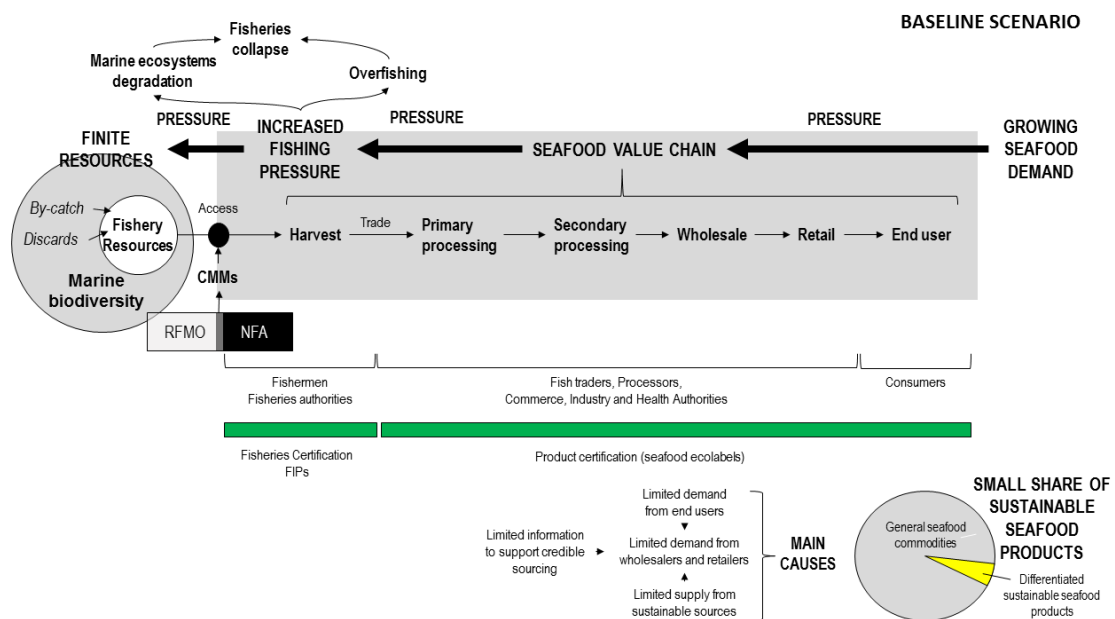 BASELINE SCENARIO
Fisheries
collapse
Marine ecosystems
degradation
Overfishing
PRESSURE
PRESSURE
PRESSURE
FINITE
RESOURCES
INCREASED
FISHING
PRESSURE
SEAFOOD VALUE CHAIN
GROWING
SEAFOOD
DEMAND
By-catch
Discards
Fishery
Resources
Marine
biodiversity
Access
CMMs
RFMO
NFA
Harvest
Trade
Primary
processing
Secondary
processing
Wholesale
Retail
End user
Fishermen
Fisheries authorities
Fish traders, Processors,
Commerce, Industry and Health Authorities
Consumers
Fisheries Certification
FIPs
Product certification (seafood ecolabels)
Limited information
to support credible
sourcing
Limited demand
from end users
Limited demand from
wholesalers and retailers
Limited supply from
sustainable sources
MAIN
CAUSES
General seafood
commodities
SMALL SHARE OF
SUSTAINABLE
SEAFOOD
PRODUCTS
Differentiated
sustainable seafood
products